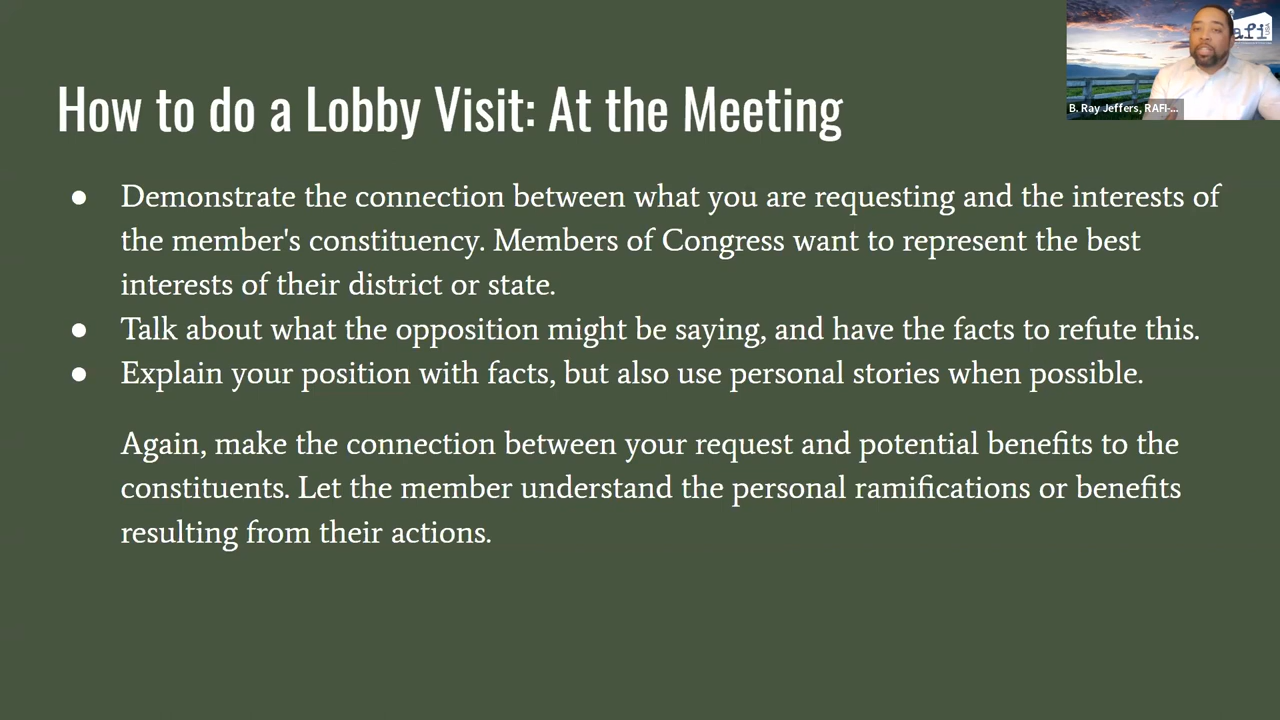 afi
USA
B. Ray Jeffers, RAFI-...
How to do a Lobby Visit: At the Meeting
● Demonstrate the connection between what you are requesting and the interests of
the member's constituency. Members of Congress want to represent the best
interests of their district or state.
● Talk about what the opposition might be saying, and have the facts to refute this.
● Explain your position with facts, but also use personal stories when possible.
Again, make the connection between your request and potential benefits to the
constituents. Let the member understand the personal ramifications or benefits
resulting from their actions.